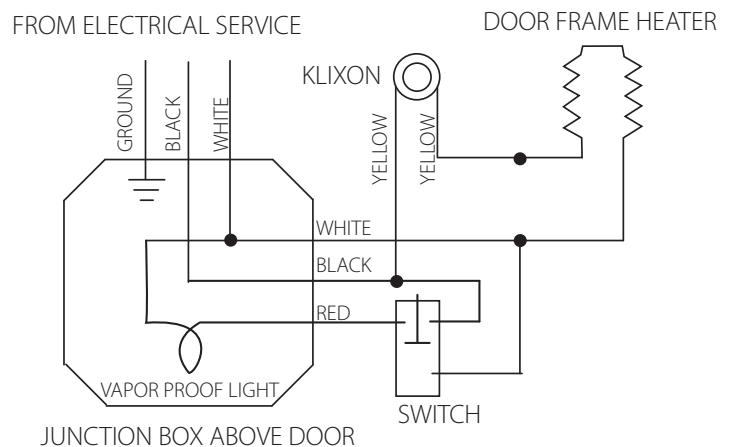 FROM ELECTRICAL SERVICE
DOOR FRAME HEATER
KLIXON
GROUND
BLACK
WHITE
YELLOW
YELLOW
WHITE
BLACK
RED
VAPOR PROOF LIGHT
SWITCH
JUNCTION BOX ABOVE DOOR